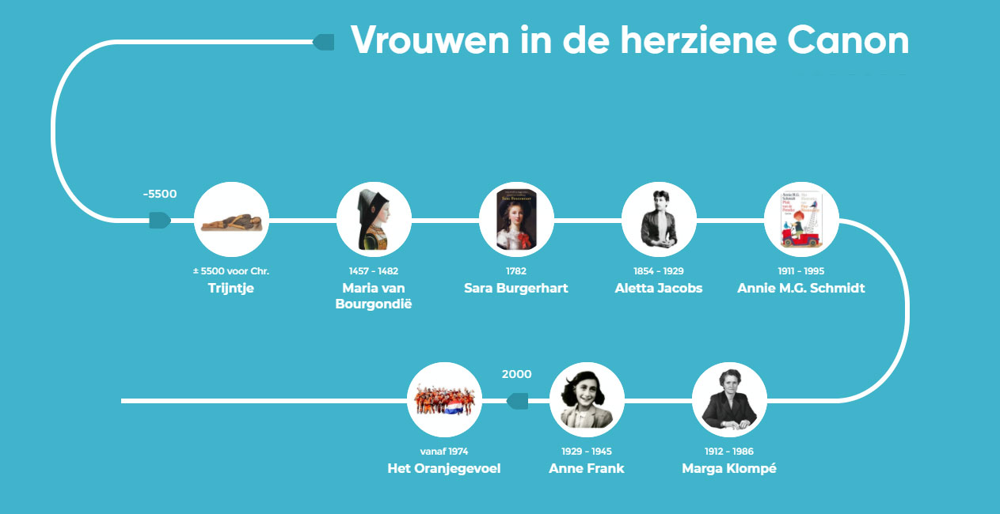 Vrouwen in de herziene Canon
-5500
± 5500 voor Chr.
Trijntje
1457 - 1482
Maria van
Bourgondië
1782
Sara Burgerhart
1854 - 1929
Aletta Jacobs
Annie M.G.
Schmidt
1911 - 1995
Annie M.G. Schmidt
2000
vanaf 1974
Het Oranjegevoel
1929 - 1945
Anne Frank
1912 - 1986
Marga Klompé